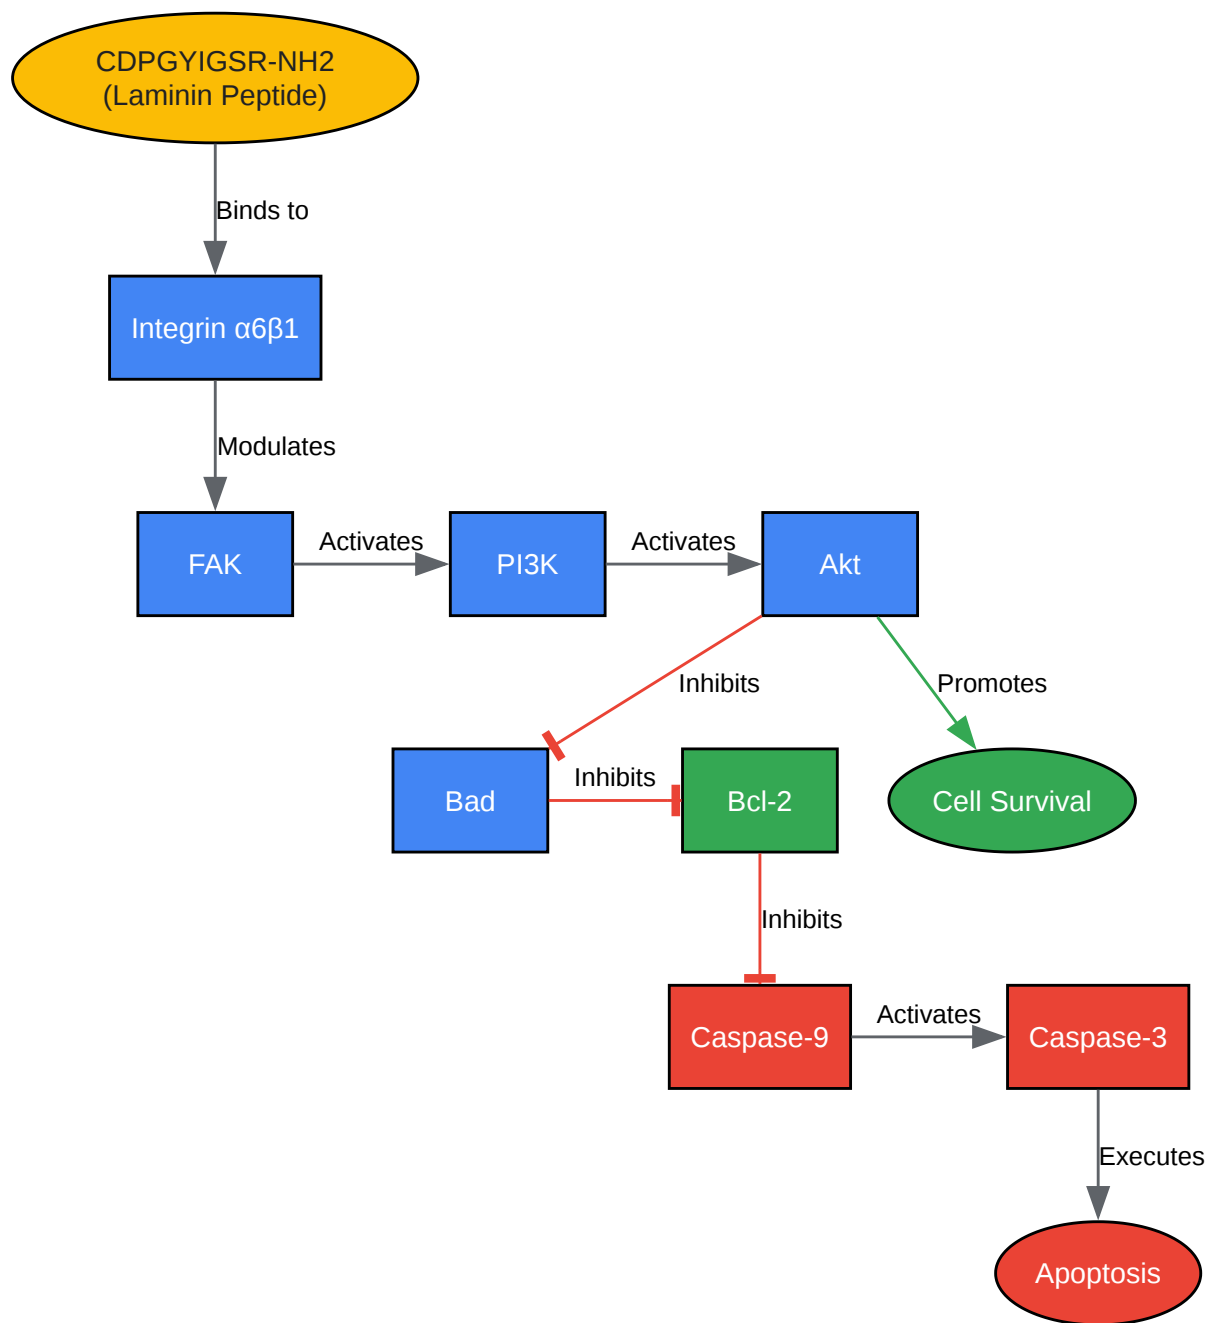 CDPGYIGSR-NH2
(Laminin Peptide)
Binds to
Integrin α6β1
Modulates
FAK
Activates
PI3K
Activates
Akt
Inhibits
Promotes
Bad
Inhibits
Bcl-2
Cell Survival
Inhibits
Caspase-9
Activates
Caspase-3
Executes
Apoptosis